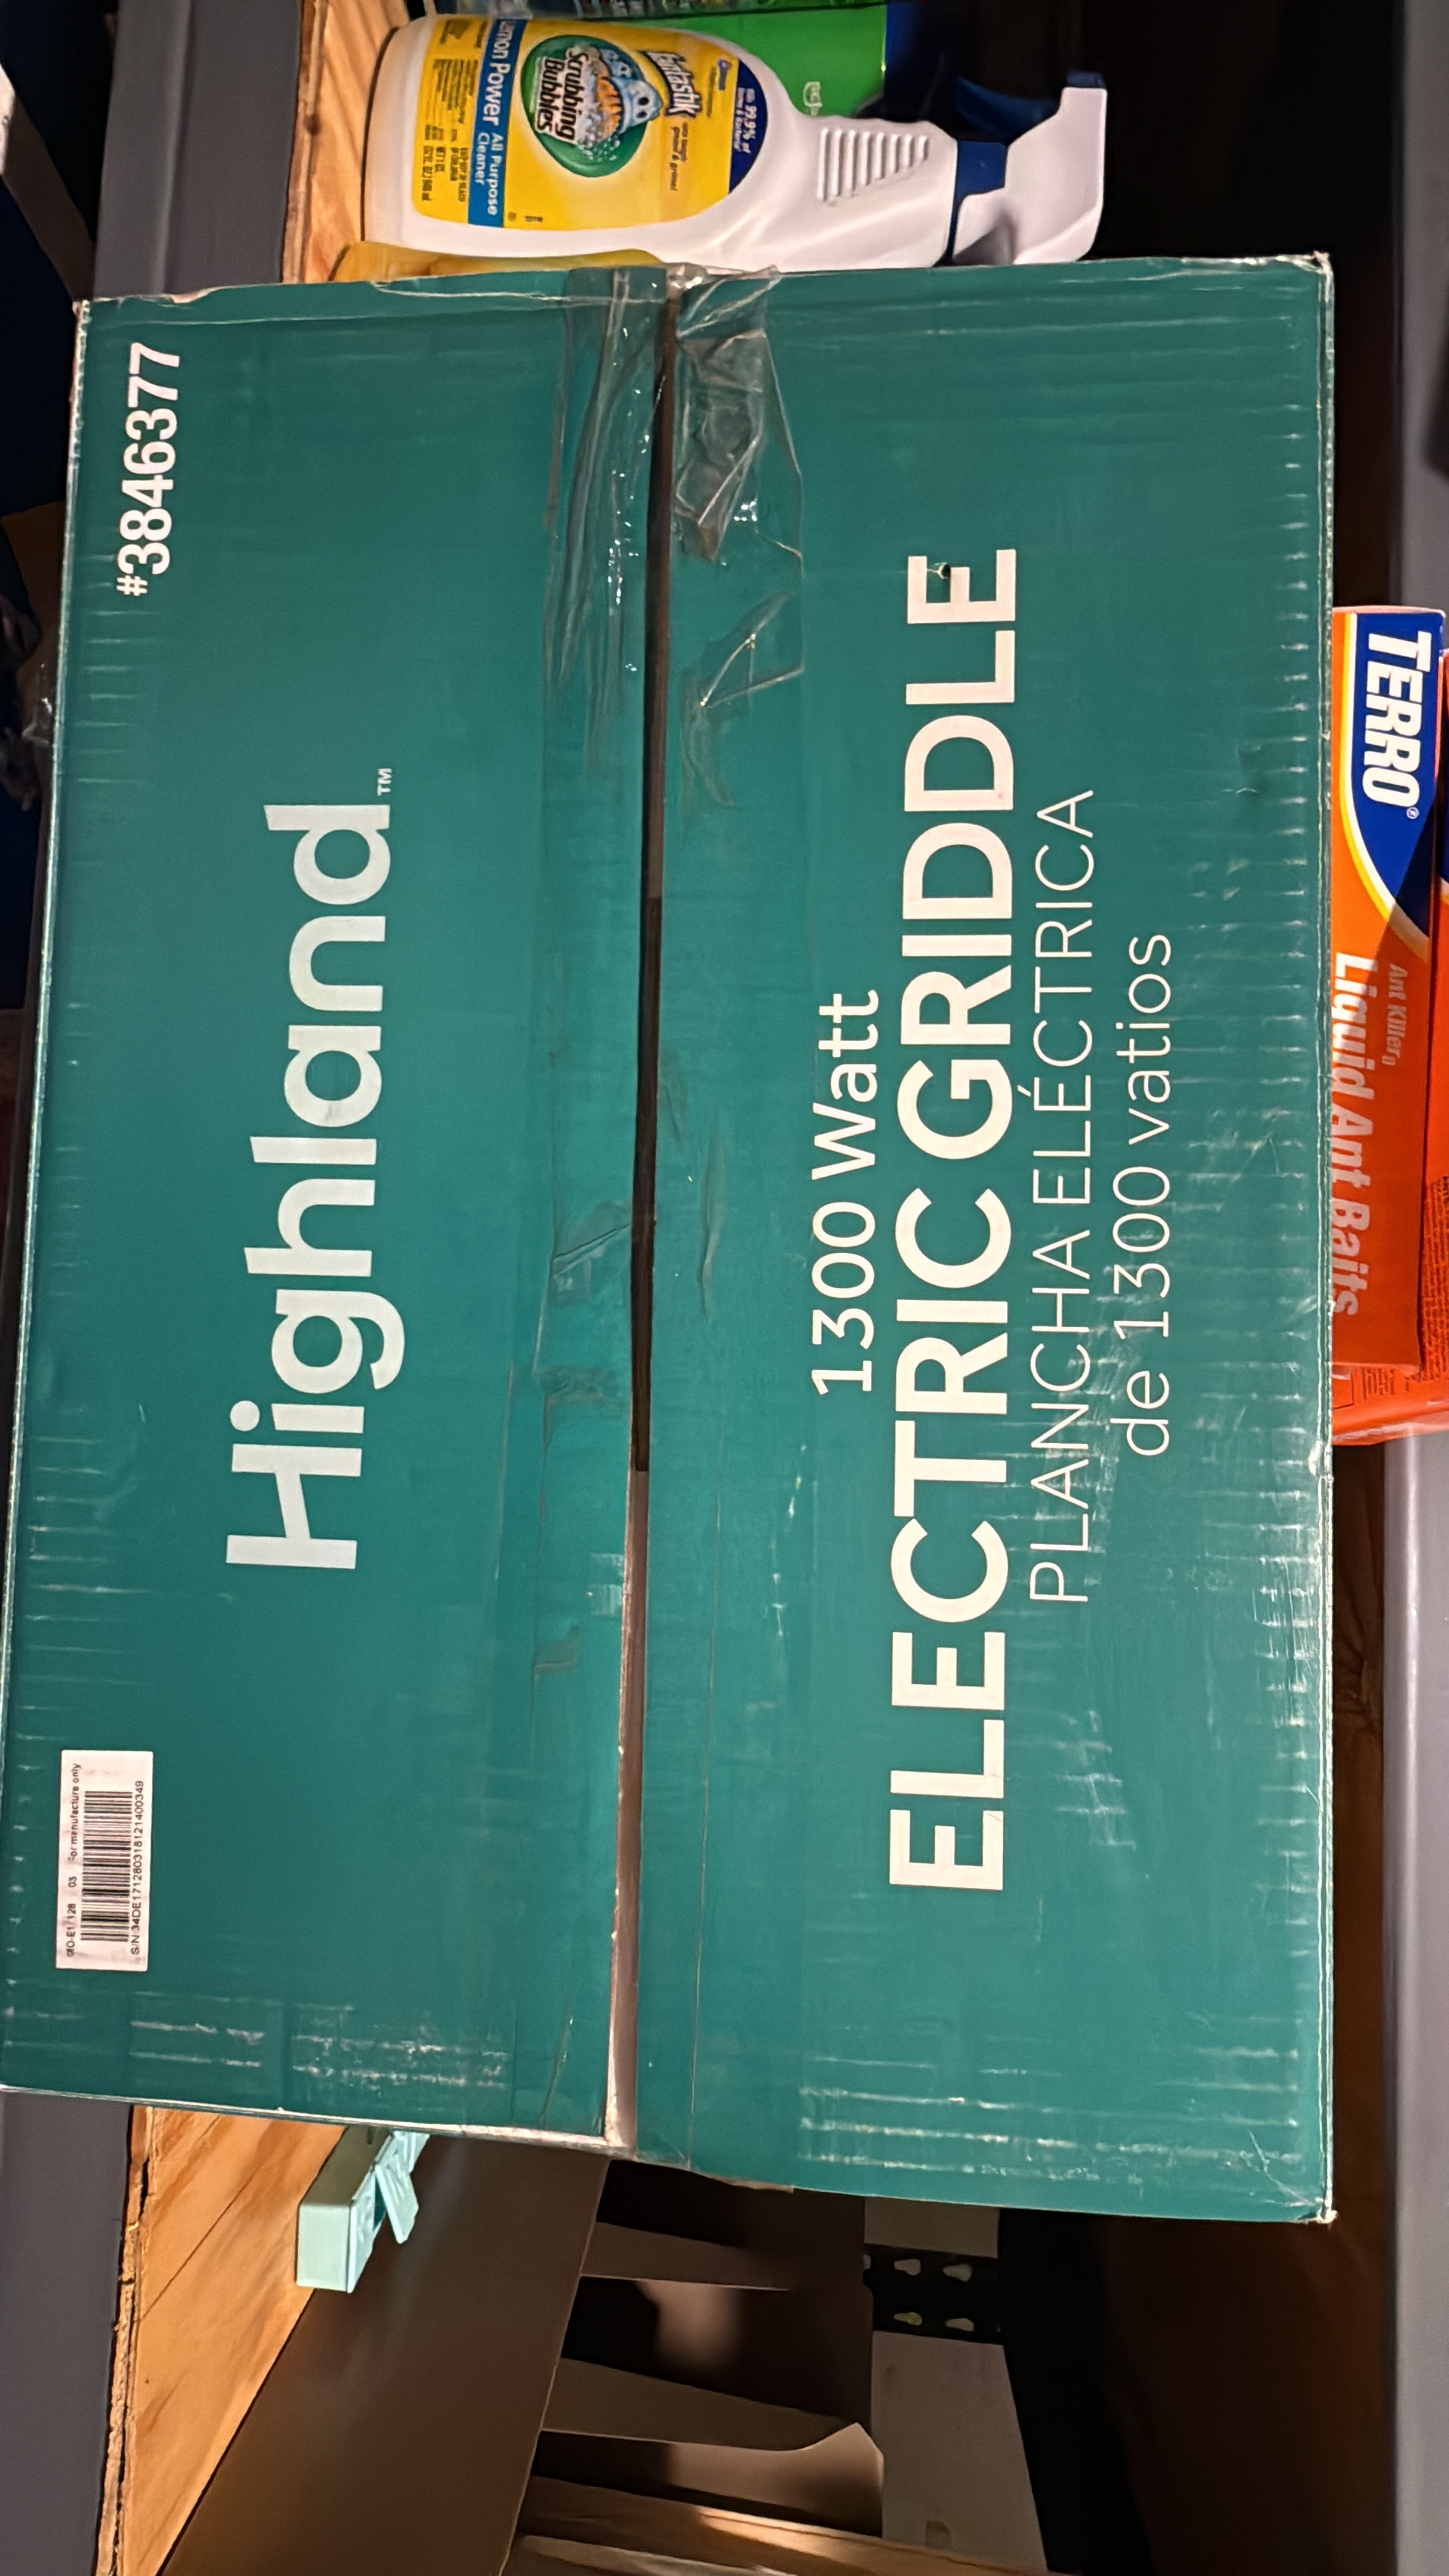 Highland™
#3846377
For manufacture only
1300 Watt
ELECTRIC GRIDDLE
PLANCHA ELÉCTRICA
de 1300 vatios
fantastik
Scrubbing
Bubbles
Lemon Power All Purpose
Cleaner
TERRO®
Ant Killer
Liquid Ant Baits